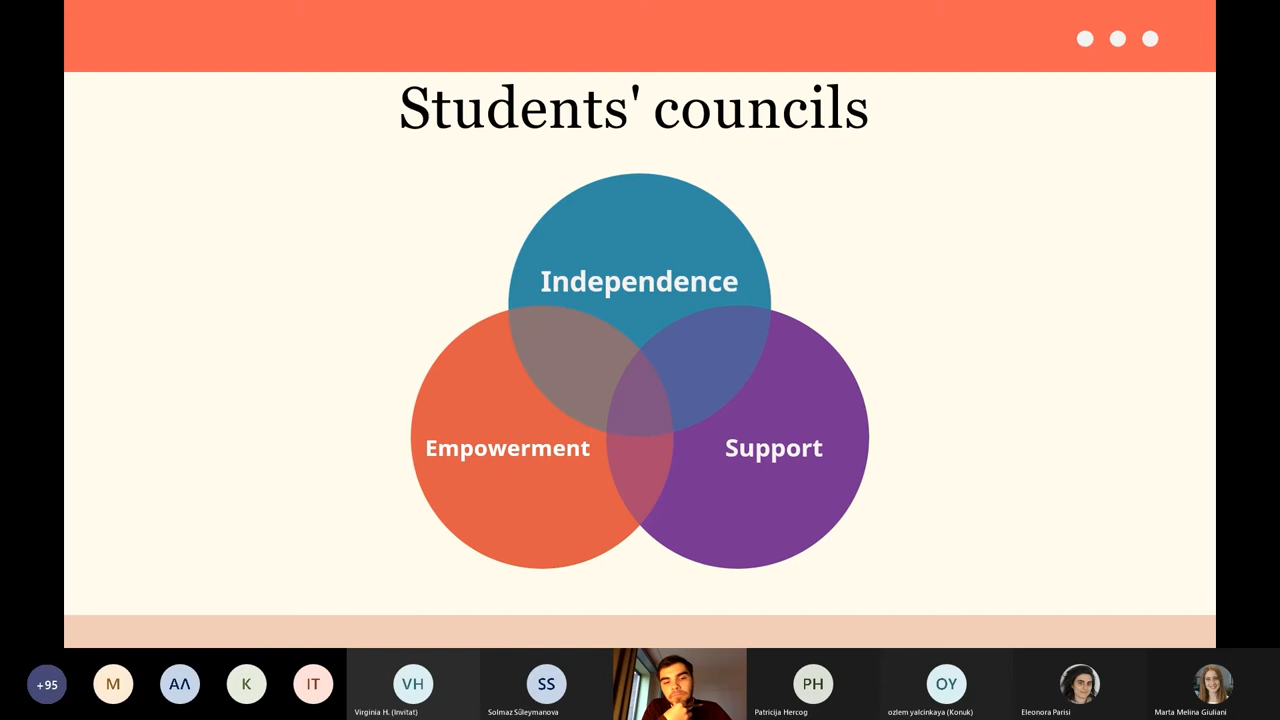 Students' councils
Independence
Empowerment
Support
+95
M
ΑΛ
K
IT
VH
SS
PH
OY
Virginia H. (Invitat)
Solmaz Süleymanova
Patricija Hercog
ozlem yalcinkaya (Konuk)
Eleonora Parisi
Marta Melina Giuliani